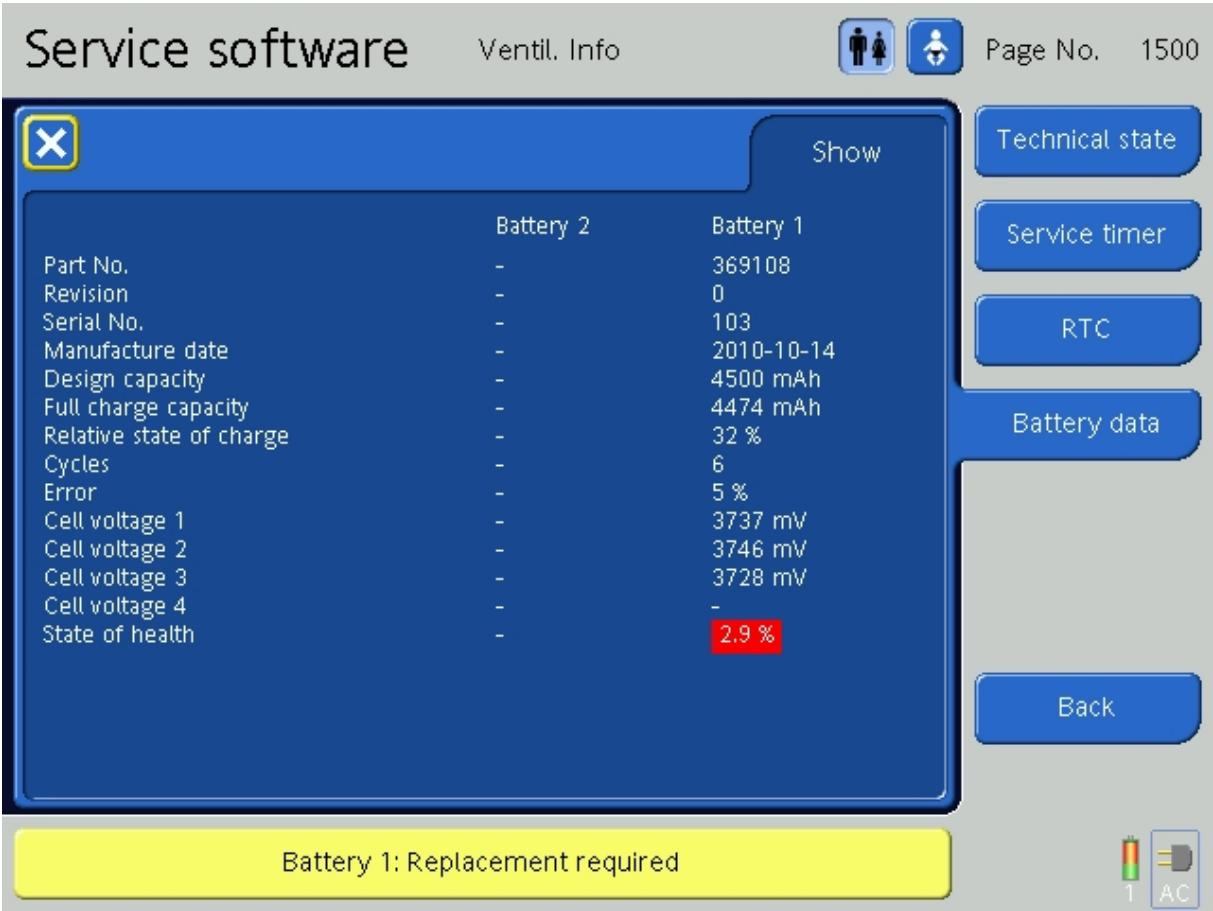 Service software Ventil. Info Page No. 1500
Show
Technical state
Service timer
RTC
Battery data
Back
Battery 2 Battery 1
Part No. - 369108
Revision - 0
Serial No. - 103
Manufacture date - 2010-10-14
Design capacity - 4500 mAh
Full charge capacity - 4474 mAh
Relative state of charge - 32 %
Cycles - 6
Error - 5 %
Cell voltage 1 - 3737 mV
Cell voltage 2 - 3746 mV
Cell voltage 3 - 3728 mV
Cell voltage 4 - -
State of health - 2.9 %
Battery 1: Replacement required
1 AC